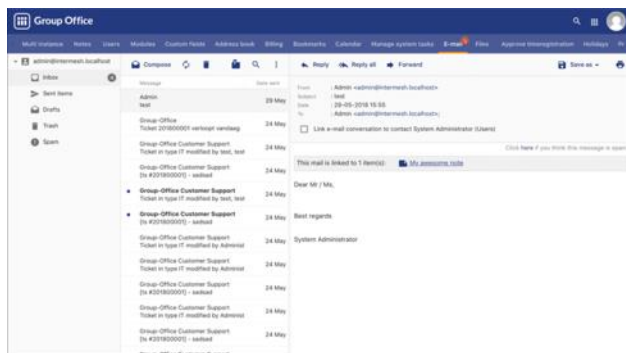 Group Office
Multi Instance Notes Users Modules Custom fields Address book Billing Bookmarks Calendar Manage system tasks E-mail Files Approve timeregistration Holidays
admin@intermesh.localhost
Inbox
Sent items
Drafts
Trash
Spam
Compose
Message Date sent
Admin
test
29 May
Group-Office
Ticket 201800001 verloopt vandaag
24 May
Group-Office Customer Support
Ticket in type IT modified by test, test
24 May
Group-Office Customer Support
[ts #201800001] - sadsad
24 May
Group-Office Customer Support
Ticket in type IT modified by test, test
24 May
Group-Office Customer Support
[ts #201800001] - sadsad
24 May
Group-Office Customer Support
Ticket in type IT modified by Administ
24 May
Group-Office Customer Support
Ticket in type IT modified by Administ
24 May
Group-Office Customer Support
[ts #201800001] - sadsad
24 May
Group-Office Customer Support
Ticket in type IT modified by Administ
24 May
Group-Office Customer Support
[ts #201800001] - sadsad
24 May
Reply Reply all Forward Save as
From : Admin <admin@intermesh.localhost>
Subject : test
Date : 29-05-2018 15:55
To : Admin <admin@intermesh.localhost>;
Link e-mail conversation to contact System Administrator (Users)
Click here if you think this message is spam
This mail is linked to 1 item(s): My awesome note
Dear Mr / Ms,
Best regards
System Administrator